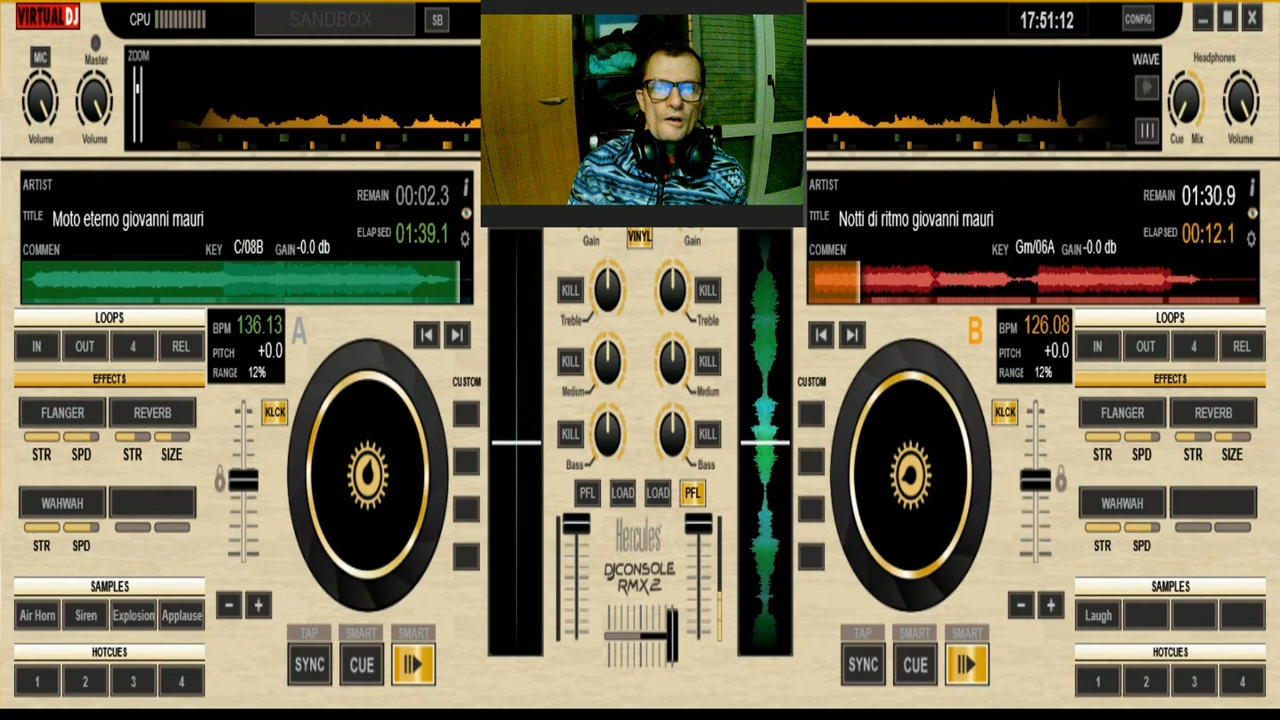 VIRTUAL DJ
CPU
SANDBOX
SB
17:51:12
CONFIG
MIC
Master
Volume
Volume
ZOOM
WAVE
Headphones
Cue
Mix
Volume
ARTIST
REMAIN 00:02.3
TITLE Moto eterno giovanni mauri
ELAPSED 01:39.1
COMMEN
KEY C/08B GAIN -0.0 db
ARTIST
REMAIN 01:30.9
TITLE Notti di ritmo giovanni mauri
ELAPSED 00:12.1
COMMEN
KEY Gm/06A GAIN -0.0 db
Gain
VINYL
Gain
KILL
KILL
Treble
Treble
KILL
KILL
Medium
Medium
KILL
KILL
Bass
Bass
PFL
LOAD
LOAD
PFL
Hercules
DJCONSOLE
RMX2
LOOPS
IN
OUT
4
REL
BPM 136.13
PITCH +0.0
RANGE 12%
A
EFFECTS
FLANGER
REVERB
STR
SPD
STR
SIZE
WAHWAH
STR
SPD
KLCK
CUSTOM
SAMPLES
Air Horn
Siren
Explosion
Applause
HOTCUES
1
2
3
4
- +
TAP
SMART
SMART
SYNC
CUE
CUSTOM
B
BPM 126.08
PITCH +0.0
RANGE 12%
LOOPS
IN
OUT
4
REL
EFFECTS
KLCK
FLANGER
REVERB
STR
SPD
STR
SIZE
WAHWAH
STR
SPD
- +
SAMPLES
Laugh
HOTCUES
1
2
3
4
TAP
SMART
SMART
SYNC
CUE